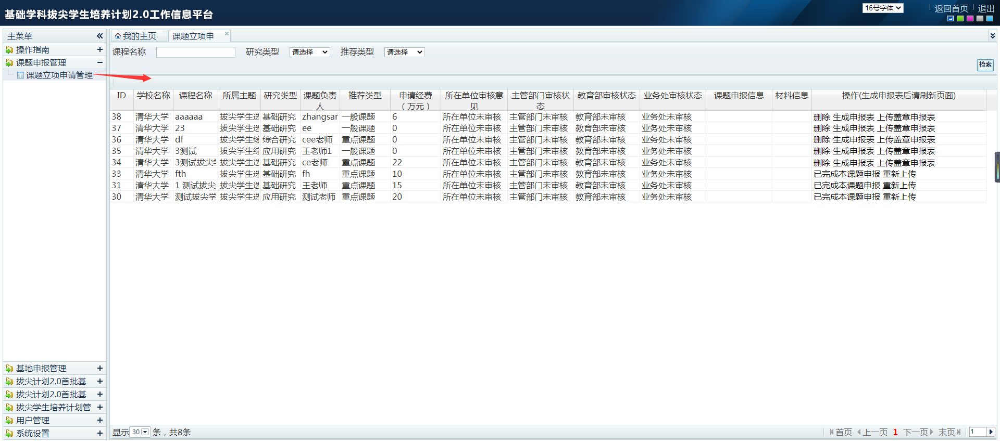 基础学科拔尖学生培养计划2.0工作信息平台
16号字体
返回首页 退出
主菜单
我的主页 课题立项申
操作指南
课题申报管理
课题立项申请管理
课程名称 研究类型 请选择 推荐类型 请选择
检索
ID 学校名称 课程名称 所属主题 研究类型 课题负责人 推荐类型 申请经费（万元） 所在单位审核意见 主管部门审核状态 教育部审核状态 业务处审核状态 课题申报信息 材料信息 操作(生成申报表后请刷新页面)
38 清华大学 aaaaaa 拔尖学生选 基础研究 zhangsar 一般课题 6 所在单位未审核 主管部门未审核 教育部未审核 业务处未审核 删除 生成申报表 上传盖章申报表
37 清华大学 23 拔尖学生选 基础研究 ee 一般课题 0 所在单位未审核 主管部门未审核 教育部未审核 业务处未审核 删除 生成申报表 上传盖章申报表
36 清华大学 df 拔尖学生综 综合研究 cee老师 重点课题 0 所在单位未审核 主管部门未审核 教育部未审核 业务处未审核 删除 生成申报表 上传盖章申报表
35 清华大学 3测试 拔尖学生综 应用研究 王老师1 一般课题 0 所在单位未审核 主管部门未审核 教育部未审核 业务处未审核 删除 生成申报表 上传盖章申报表
34 清华大学 3测试拔尖学 拔尖学生选 基础研究 ce老师 重点课题 22 所在单位未审核 主管部门未审核 教育部未审核 业务处未审核 删除 生成申报表 上传盖章申报表
33 清华大学 fth 拔尖学生选 基础研究 fh 重点课题 10 所在单位未审核 主管部门未审核 教育部未审核 业务处未审核 已完成本课题申报 重新上传
31 清华大学 1 测试拔尖 拔尖学生选 基础研究 王老师 重点课题 15 所在单位未审核 主管部门未审核 教育部未审核 业务处未审核 已完成本课题申报 重新上传
30 清华大学 测试拔尖学 拔尖学生选 应用研究 测试老师 重点课题 20 所在单位未审核 主管部门未审核 教育部未审核 业务处未审核 已完成本课题申报 重新上传
基地申报管理
拔尖计划2.0首批基
拔尖计划2.0首批基
拔尖学生培养计划管
用户管理
系统设置
显示 30 条，共8条
首页 上一页 1 下一页 末页 1